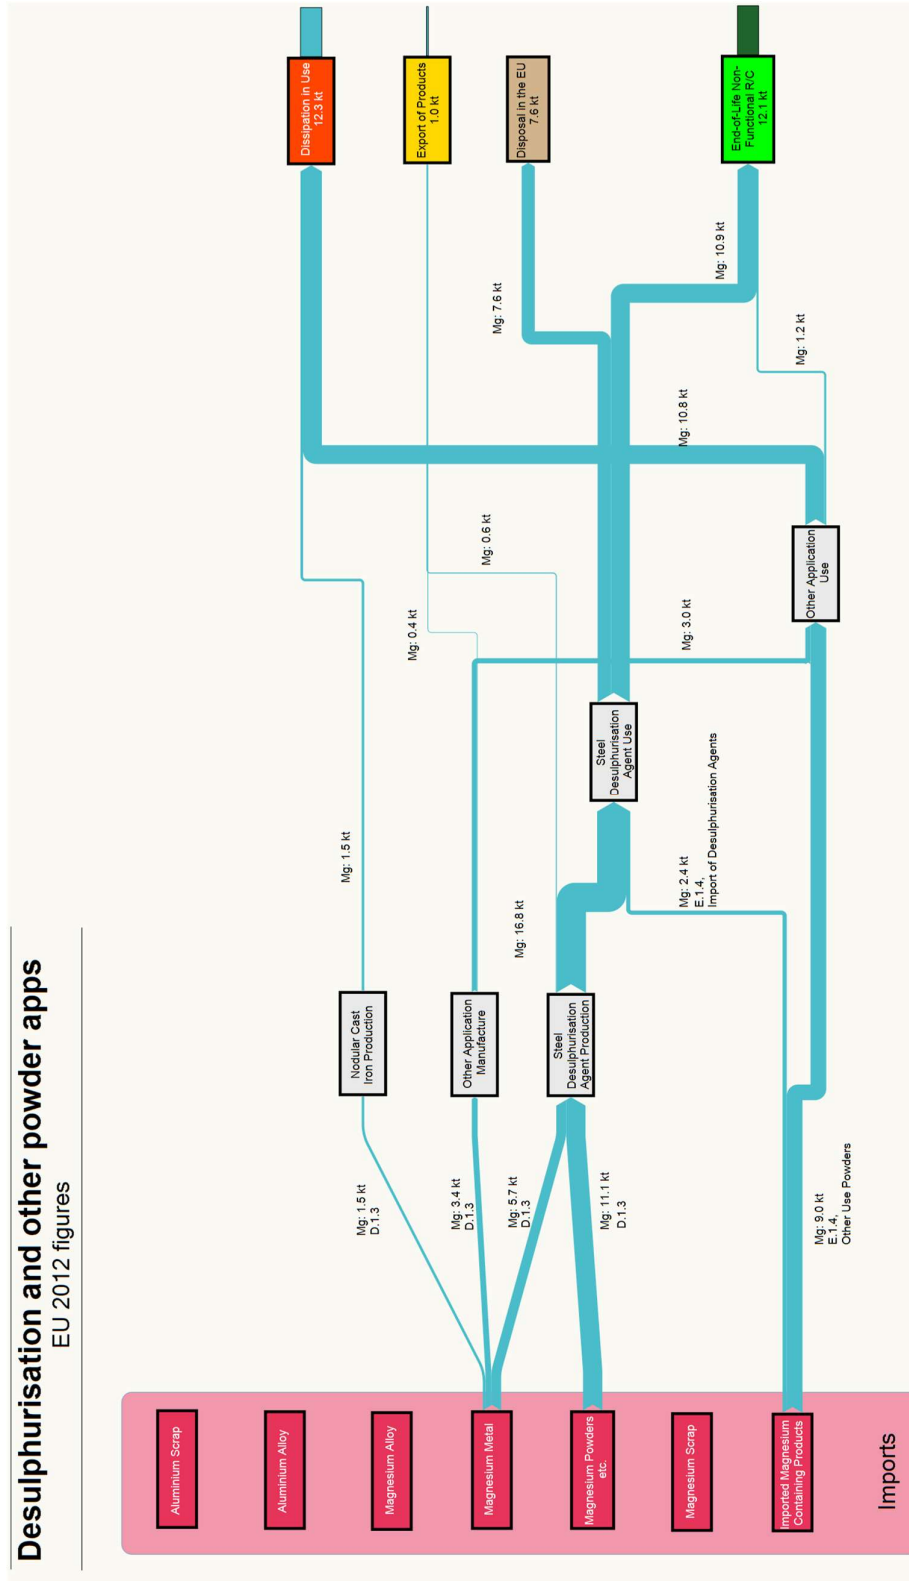 Desulphurisation and other powder apps
EU 2012 figures
Imports
Aluminium Scrap
Aluminium Alloy
Magnesium Alloy
Magnesium Metal
Magnesium Powders
etc.
Magnesium Scrap
Imported Magnesium
Containing Products
Mg: 1.5 kt
D.1.3
Mg: 3.4 kt
D.1.3
Mg: 5.7 kt
D.1.3
Mg: 11.1 kt
D.1.3
Mg: 9.0 kt
E.1.4,
Other Use Powders
Nodular Cast
Iron Production
Other Application
Manufacture
Steel
Desulphurisation
Agent Production
Mg: 1.5 kt
Mg: 16.8 kt
Mg: 2.4 kt
E.1.4,
Import of Desulphurisation Agents
Steel
Desulphurisation
Agent Use
Mg: 0.4 kt
Mg: 0.6 kt
Mg: 3.0 kt
Other Application
Use
Mg: 10.8 kt
Mg: 7.6 kt
Mg: 10.9 kt
Mg: 1.2 kt
Dissipation in Use
12.3 kt
Export of Products
1.0 kt
Disposal in the EU
7.6 kt
End-of-Life Non-
Functional R/C
12.1 kt